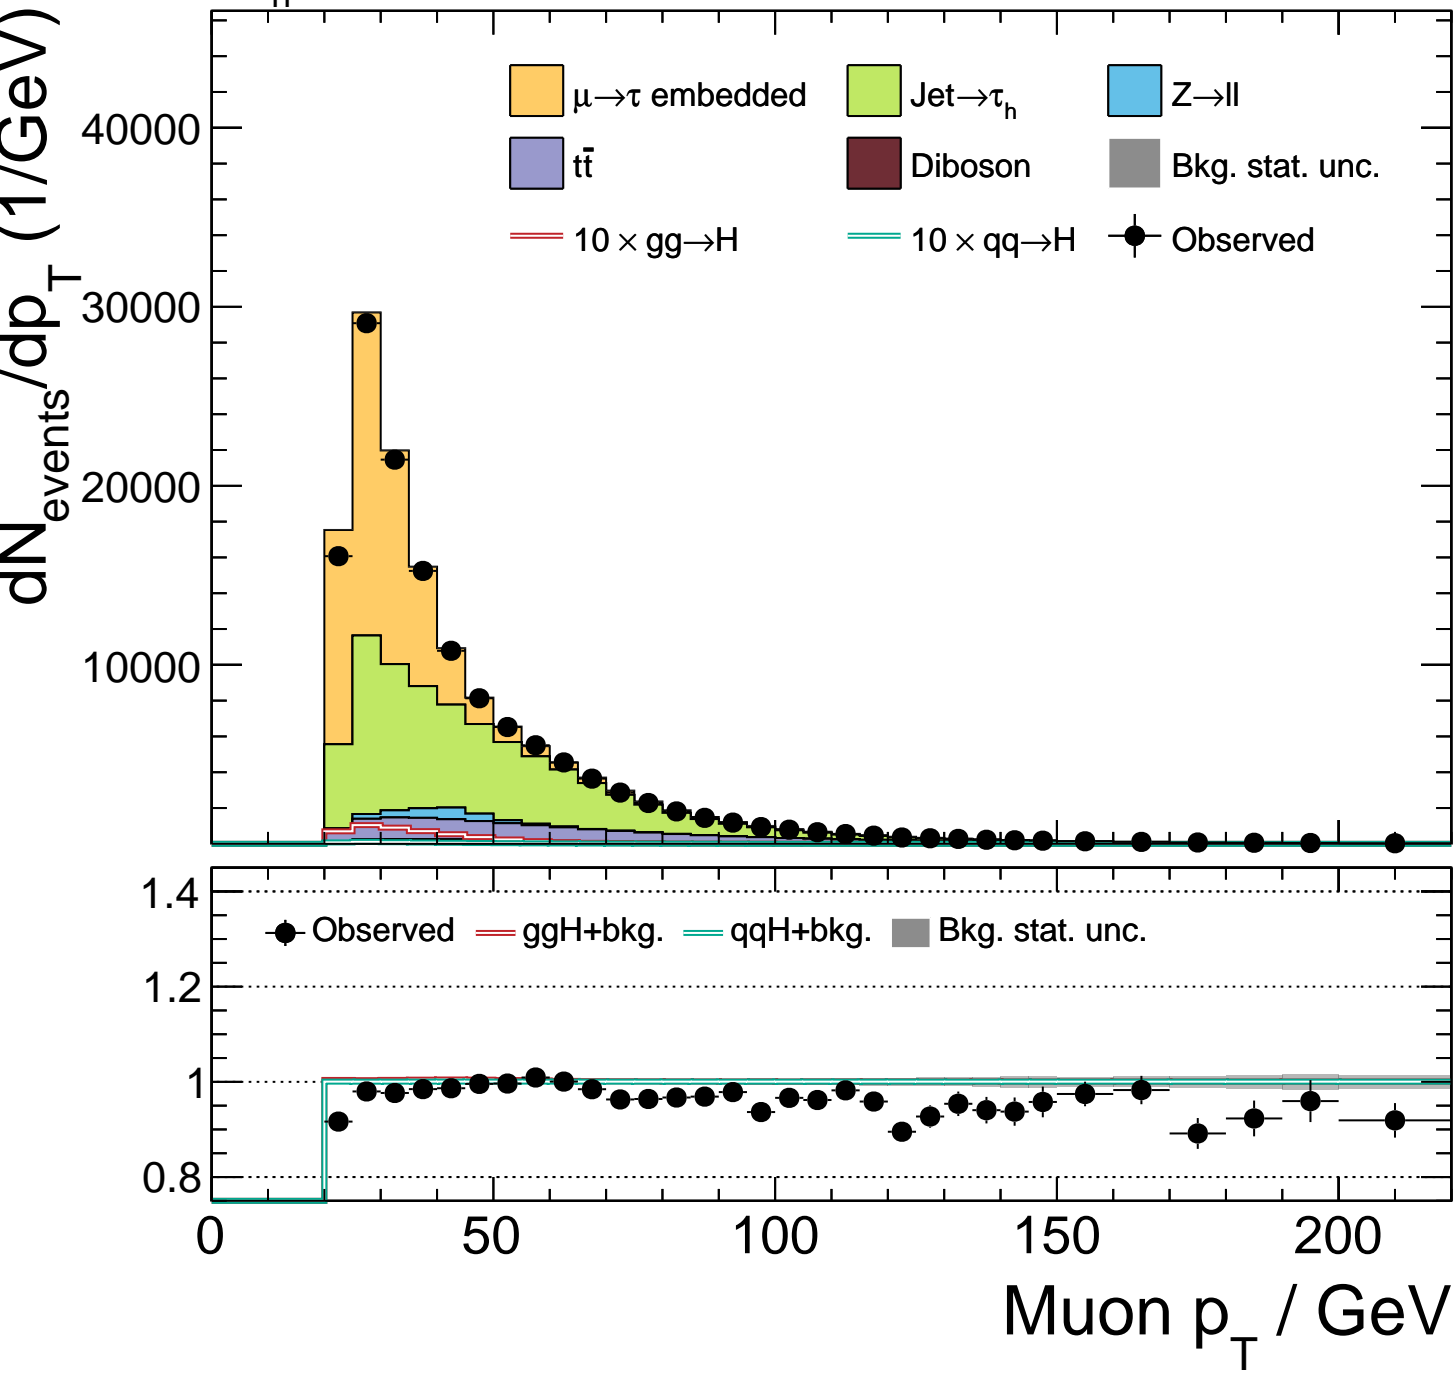 dN_events/dp_T (1/GeV)
40000
30000
20000
10000
μ→τ embedded Jet→τ_h Z→ll
tt̄ Diboson Bkg. stat. unc.
10 × gg→H 10 × qq→H Observed
1.4
1.2
1
0.8
Observed ggH+bkg. qqH+bkg. Bkg. stat. unc.
0 50 100 150 200
Muon p_T / GeV